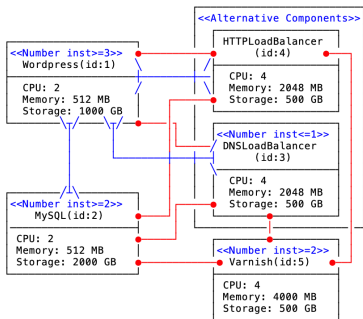 <<Alternative Components>>
<<Number inst>=3>>
Wordpress(id:1)
CPU: 2
Memory: 512 MB
Storage: 1000 GB
HTTPLoadBalancer
(id:4)
CPU: 4
Memory: 2048 MB
Storage: 500 GB
<<Number inst<=1>>
DNSLoadBalancer
(id:3)
CPU: 4
Memory: 2048 MB
Storage: 500 GB
<<Number inst>=2>>
MySQL(id:2)
CPU: 2
Memory: 512 MB
Storage: 2000 GB
<<Number inst>=2>>
Varnish(id:5)
CPU: 4
Memory: 4000 MB
Storage: 500 GB